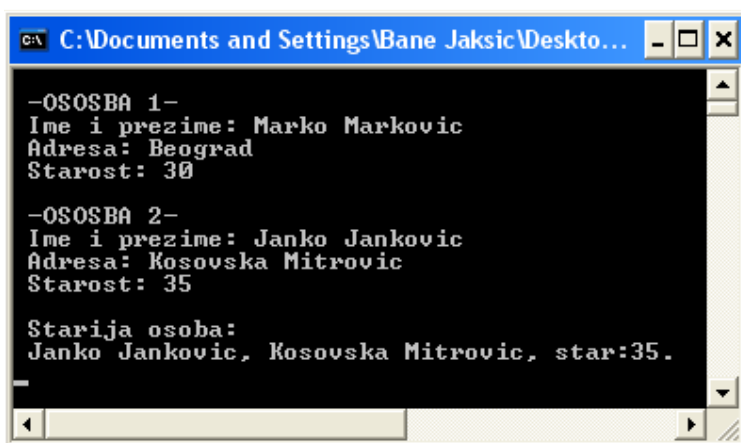 C:\Documents and Settings\Bane Jaksic\Deskto...
-OSOSBA 1-
Ime i prezime: Marko Markovic
Adresa: Beograd
Starost: 30
-OSOSBA 2-
Ime i prezime: Janko Jankovic
Adresa: Kosovska Mitrovic
Starost: 35
Starija osoba:
Janko Jankovic, Kosovska Mitrovic, star:35.